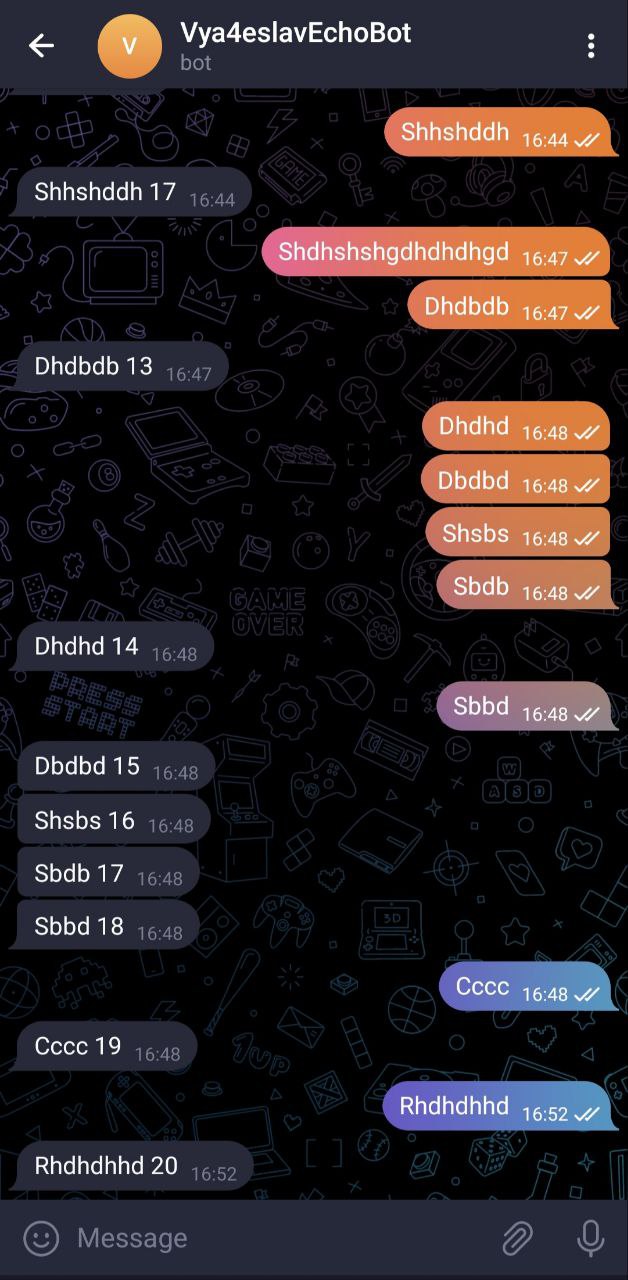 V
Vya4eslavEchoBot
bot
Shhshddh 16:44
Shhshddh 17 16:44
Shdhshshgdhdhdhgd 16:47
Dhdbdb 16:47
Dhdbdb 13 16:47
Dhdhd 16:48
Dbdbd 16:48
Shsbs 16:48
Sbdb 16:48
GAME
OVER
Dhdhd 14 16:48
Sbbd 16:48
PRESS
START
Dbdbd 15 16:48
Shsbs 16 16:48
Sbdb 17 16:48
Sbbd 18 16:48
Cccc 16:48
Cccc 19 16:48
Rhdhdhhd 16:52
Rhdhdhhd 20 16:52
Message